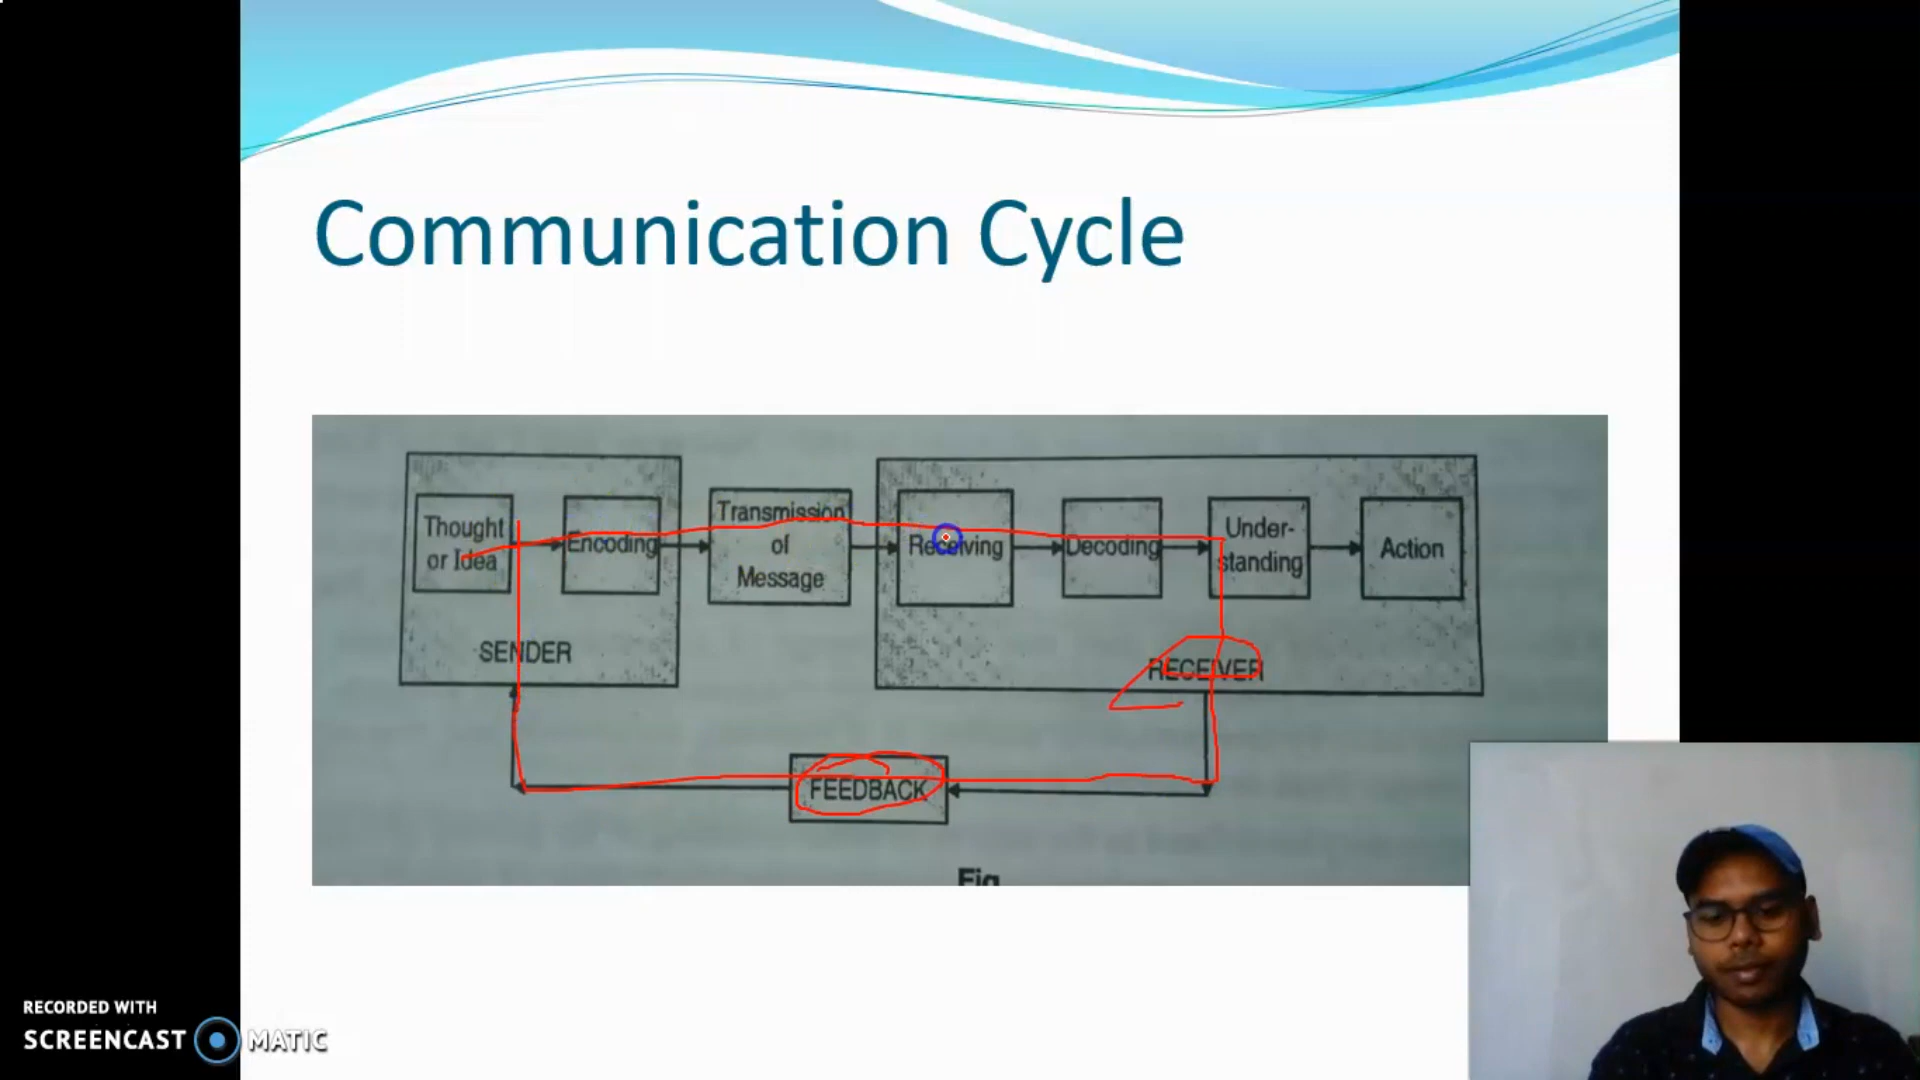 Communication Cycle
Thought
or Idea
Encoding
SENDER
Transmission
of
Message
Receiving
Decoding
Under-
standing
Action
RECEIVER
FEEDBACK
Fig
RECORDED WITH
SCREENCAST MATIC